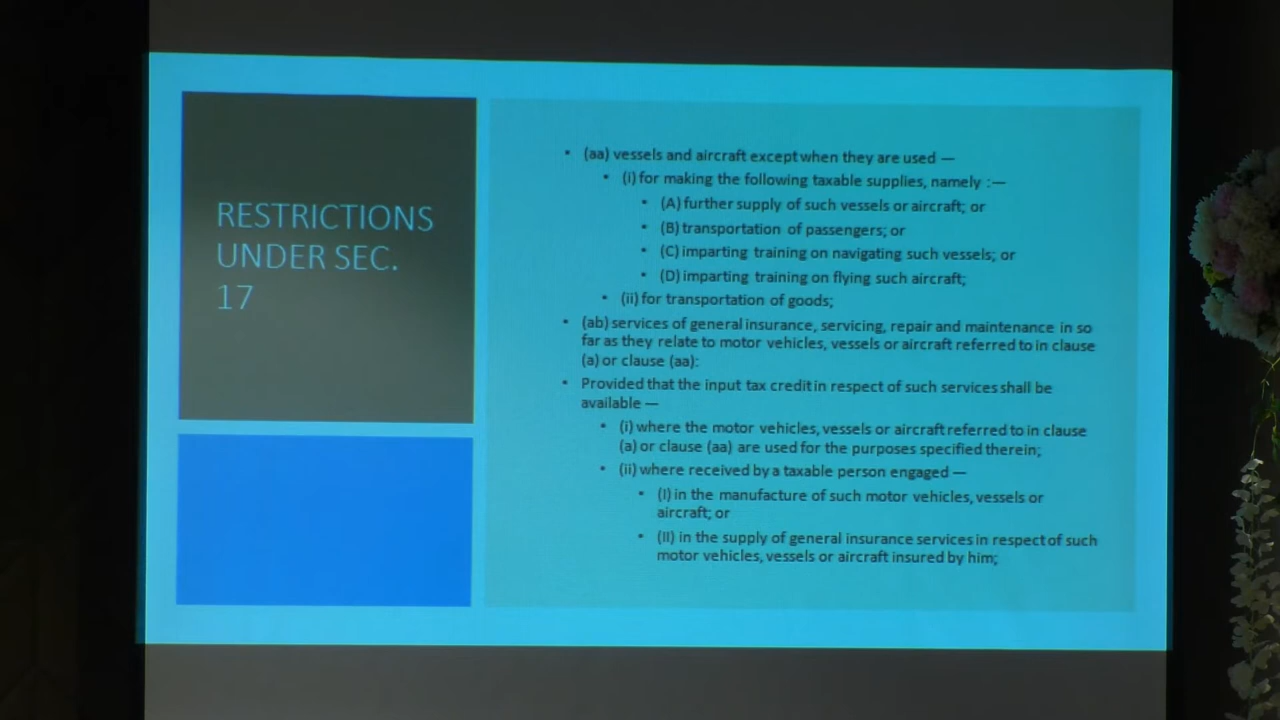 RESTRICTIONS
UNDER SEC.
17
• (aa) vessels and aircraft except when they are used —
• (i) for making the following taxable supplies, namely :—
• (A) further supply of such vessels or aircraft; or
• (B) transportation of passengers; or
• (C) imparting training on navigating such vessels; or
• (D) imparting training on flying such aircraft;
• (ii) for transportation of goods;
• (ab) services of general insurance, servicing, repair and maintenance in so
far as they relate to motor vehicles, vessels or aircraft referred to in clause
(a) or clause (aa):
• Provided that the input tax credit in respect of such services shall be
available —
• (i) where the motor vehicles, vessels or aircraft referred to in clause
(a) or clause (aa) are used for the purposes specified therein;
• (ii) where received by a taxable person engaged —
• (I) in the manufacture of such motor vehicles, vessels or
aircraft; or
• (II) in the supply of general insurance services in respect of such
motor vehicles, vessels or aircraft insured by him;